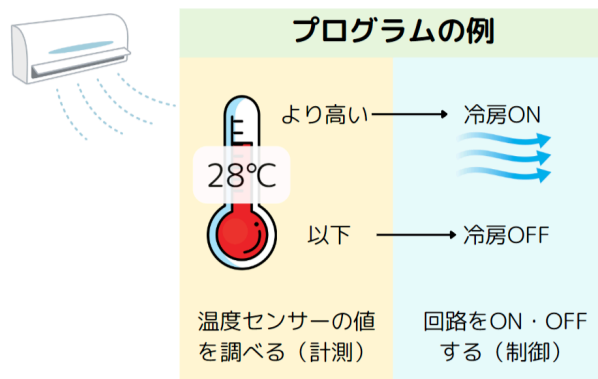 プログラムの例
より高い
冷房ON
28℃
以下
冷房OFF
温度センサーの値
を調べる（計測）
回路をON・OFF
する（制御）